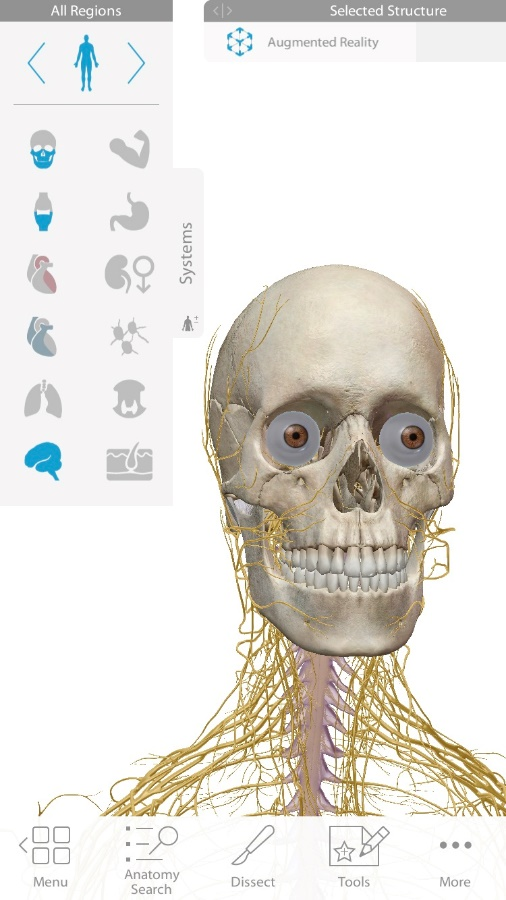 All Regions
Selected Structure
Augmented Reality
Systems
Menu
Anatomy
Search
Dissect
Tools
More